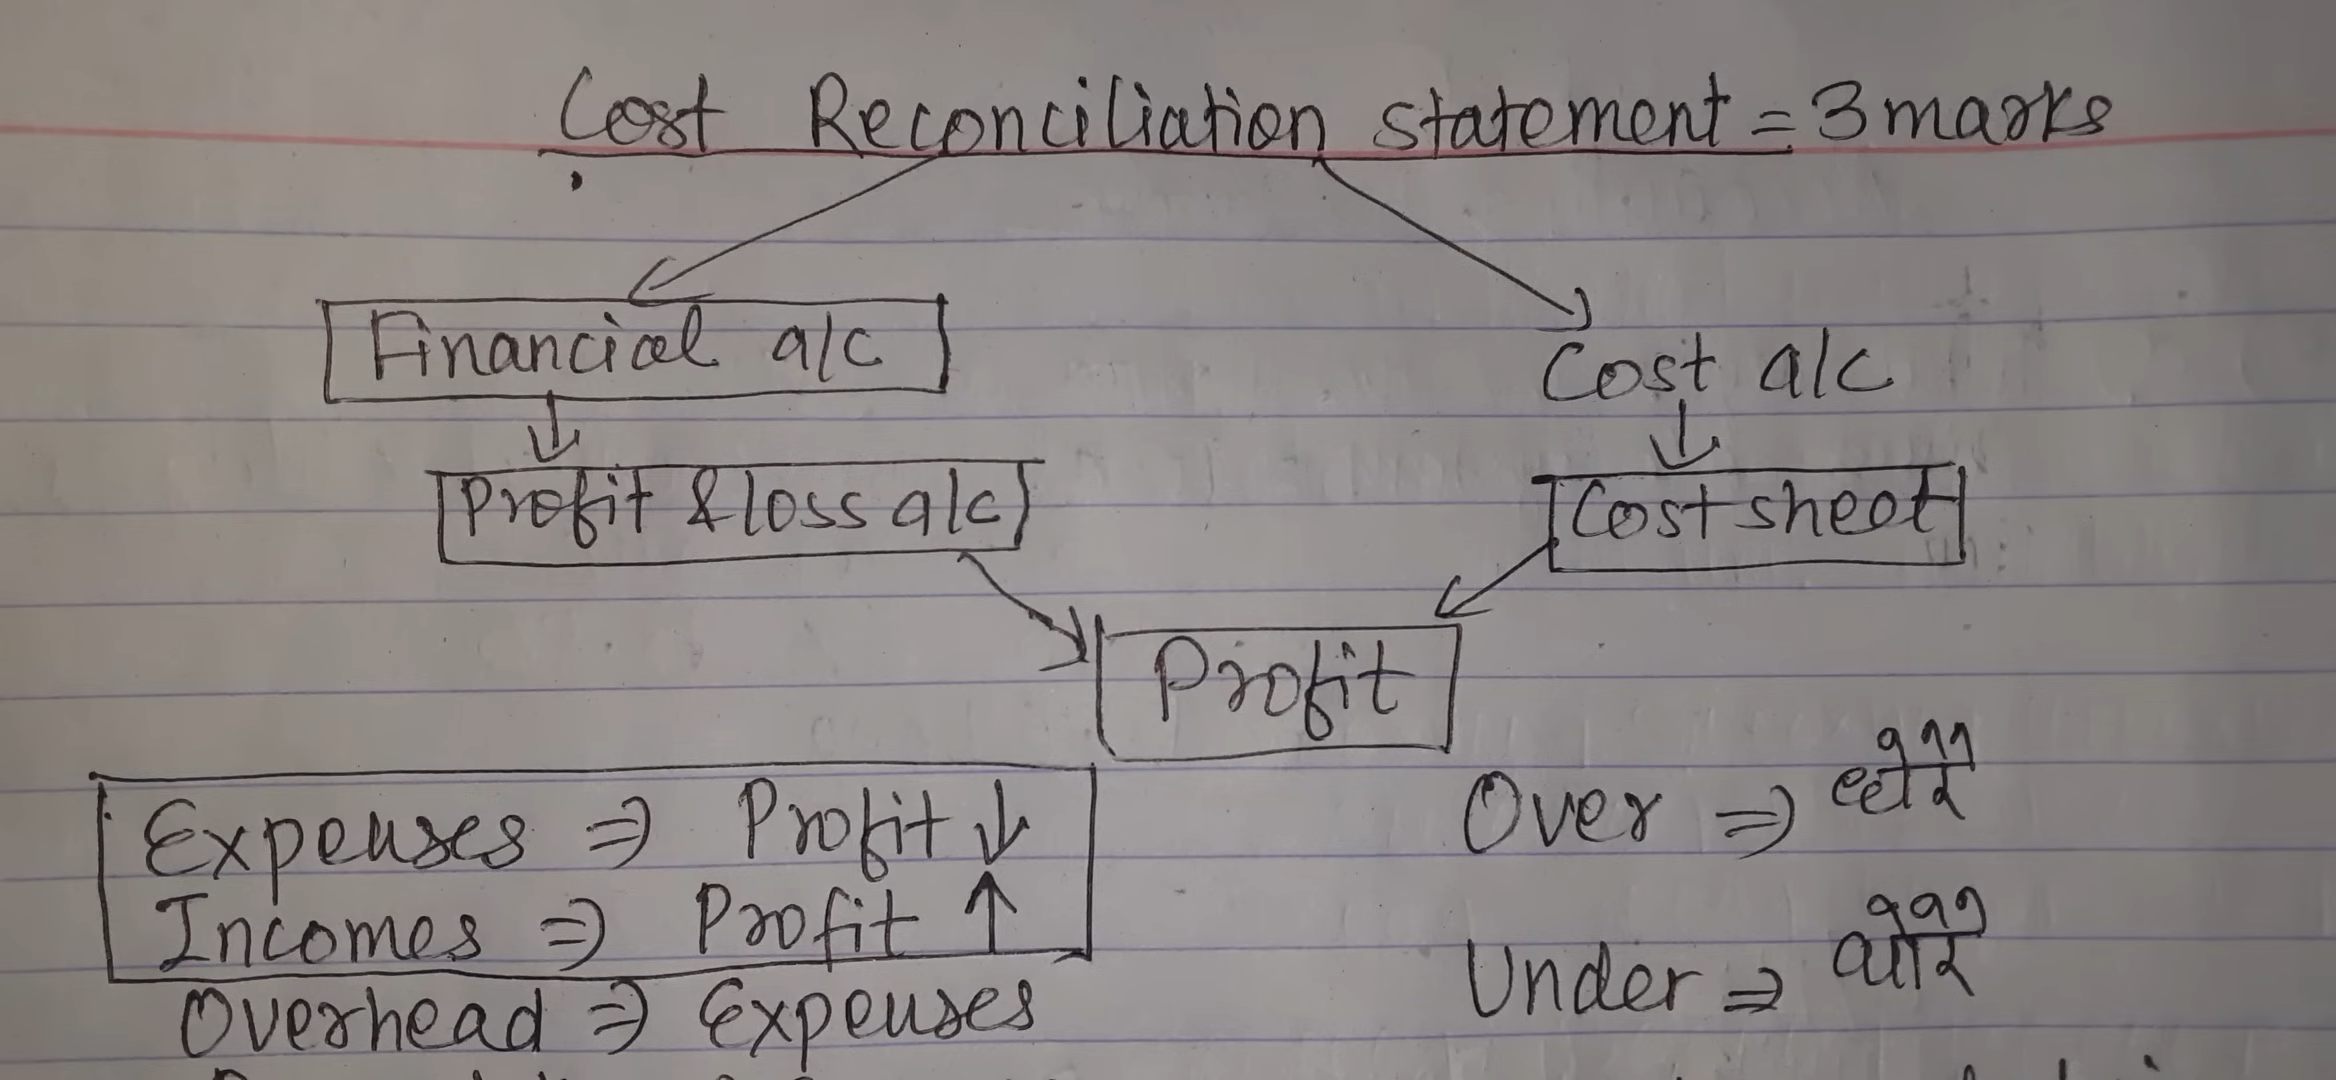 Cost Reconciliation statement = 3 marks
Financial a/c
Cost a/c
Profit & loss a/c
Cost sheet
Profit
Expenses ⇒ Profit ↓
Incomes ⇒ Profit ↑
Overhead ⇒ Expenses
Over ⇒
Under ⇒